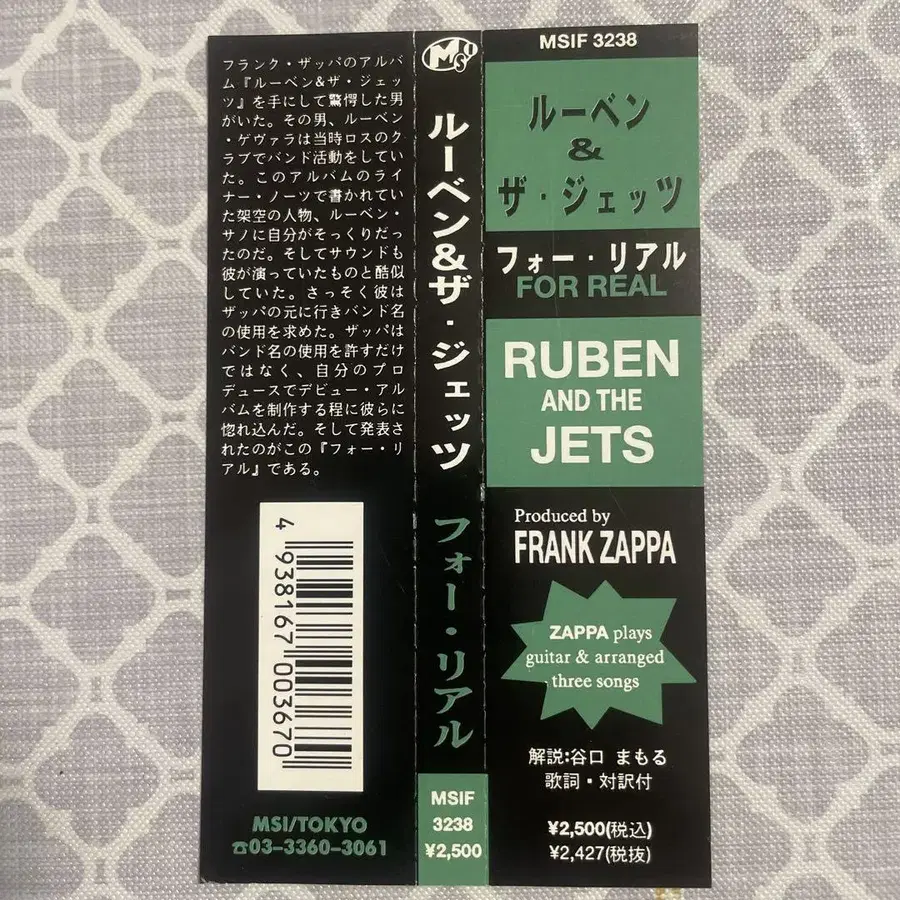 フランク・ザッパのアルバ
ム『ルーベン&ザ・ジェッ
ツ』を手にして驚愕した男
がいた。その男、ルーベン
・ゲヴァラは当時ロスのク
ラブでバンド活動をしてい
た。このアルバムのライ
ナー・ノーツで書かれてい
た架空の人物、ルーベン・
サノに自分がそっくりだっ
たのだ。そしてサウンドも
彼が演っていたものと酷似
していた。さっそく彼は
ザッパの元に行きバンド名
の使用を求めた。ザッパは
バンド名の使用を許すだけ
ではなく、自分のプロ
デュースでデビュー・アル
バムを制作する程に彼らに
惚れ込んだ。そして発表さ
れたのがこの『フォー・リ
アル』である。
4 938167 003670
MSI/TOKYO
☎03-3360-3061
MSI
ルーベン&ザ・ジェッツ
フォー・リアル
MSIF
3238
¥2,500
MSIF 3238
ルーベン
&
ザ・ジェッツ
フォー・リアル
FOR REAL
RUBEN
AND THE
JETS
Produced by
FRANK ZAPPA
ZAPPA plays
guitar & arranged
three songs
解説:谷口 まもる
歌詞・対訳付
¥2,500(税込)
¥2,427(税抜)